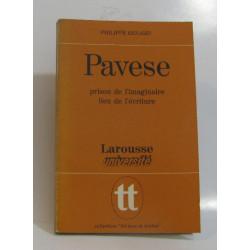 PHILIPPE RENARD
Pavese
prison de l'imaginaire
lieu de l'écriture
Larousse
université
tt
collection "thèmes et textes"